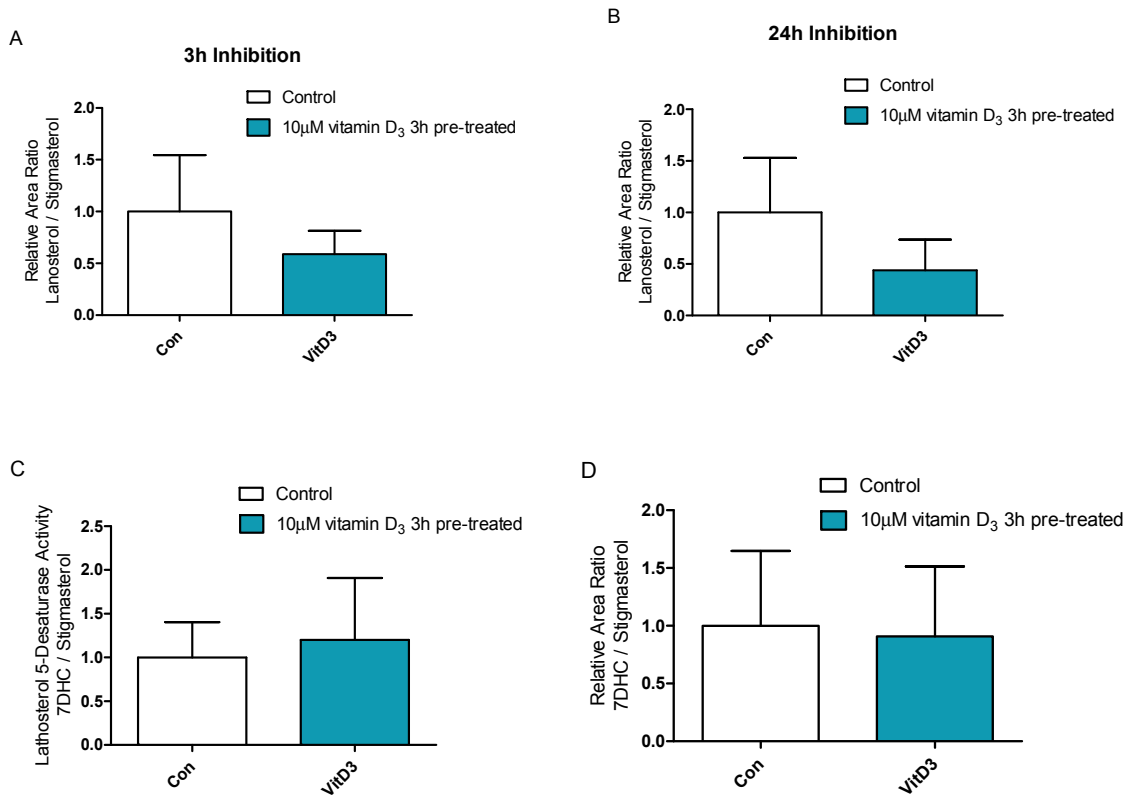 A
3h Inhibition
Control
10μM vitamin D3 3h pre-treated
Relative Area Ratio
Lanosterol / Stigmasterol
2.0
1.5
1.0
0.5
0.0
Con
VitD3
B
24h Inhibition
Control
10μM vitamin D3 3h pre-treated
Relative Area Ratio
Lanosterol / Stigmasterol
2.0
1.5
1.0
0.5
0.0
Con
VitD3
C
Control
10μM vitamin D3 3h pre-treated
Lathosterol 5-Desaturase Activity
7DHC / Stigmasterol
2.5
2.0
1.5
1.0
0.5
0.0
Con
VitD3
D
Control
10μM vitamin D3 3h pre-treated
Relative Area Ratio
7DHC / Stigmasterol
2.0
1.5
1.0
0.5
0.0
Con
VitD3